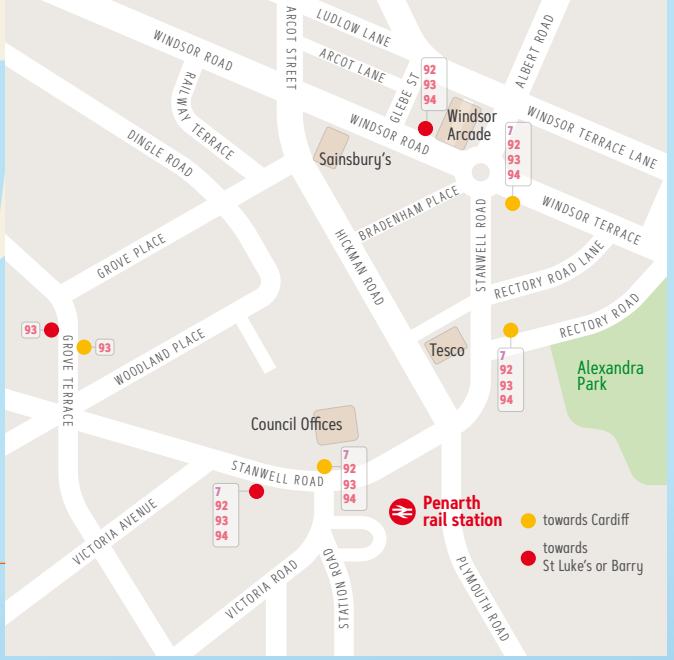 LUDLOW LANE
ARCOT STREET
ALBERT ROAD
WINDSOR ROAD
ARCOT LANE
GLEBE ST
92
93
94
RAILWAY TERRACE
WINDSOR ROAD
Windsor
Arcade
WINDSOR TERRACE LANE
DINGLE ROAD
Sainsbury's
7
92
93
94
BRADENHAM PLACE
STANWELL ROAD
WINDSOR TERRACE
GROVE PLACE
HICKMAN ROAD
RECTORY ROAD LANE
RECTORY ROAD
93
93
GROVE TERRACE
WOODLAND PLACE
Tesco
7
92
93
94
Alexandra
Park
Council Offices
STANWELL ROAD
7
92
93
94
7
92
93
94
VICTORIA AVENUE
Penarth
rail station
towards Cardiff
towards
St Luke's or Barry
VICTORIA ROAD
STATION ROAD
PLYMOUTH ROAD